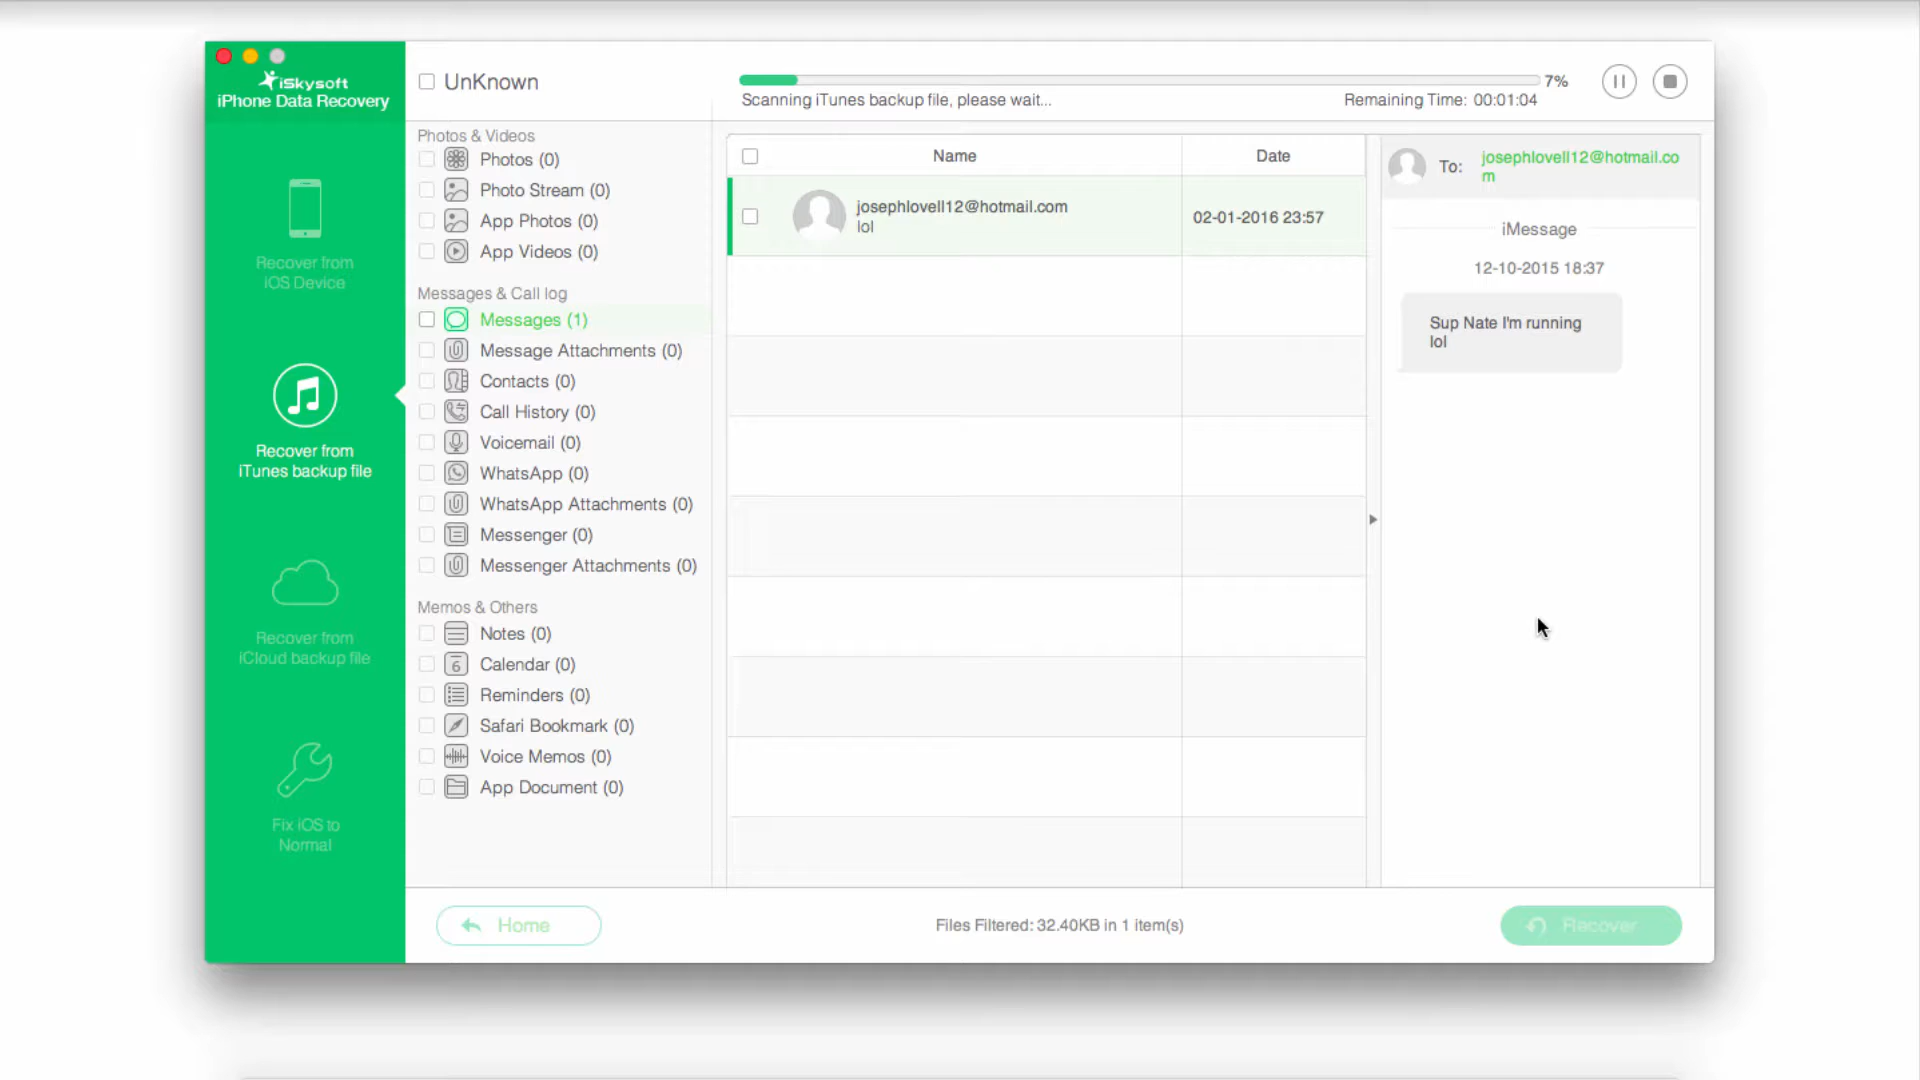 iSkysoft
iPhone Data Recovery
UnKnown
7%
Scanning iTunes backup file, please wait...
Remaining Time: 00:01:04
Recover from
iOS Device
Recover from
iTunes backup file
Recover from
iCloud backup file
Fix iOS to
Normal
Photos & Videos
Photos (0)
Photo Stream (0)
App Photos (0)
App Videos (0)
Messages & Call log
Messages (1)
Message Attachments (0)
Contacts (0)
Call History (0)
Voicemail (0)
WhatsApp (0)
WhatsApp Attachments (0)
Messenger (0)
Messenger Attachments (0)
Memos & Others
Notes (0)
6
Calendar (0)
Reminders (0)
Safari Bookmark (0)
Voice Memos (0)
App Document (0)
Name
Date
josephlovell12@hotmail.com
lol
02-01-2016 23:57
To:
josephlovell12@hotmail.co
m
iMessage
12-10-2015 18:37
Sup Nate I'm running
lol
Home
Files Filtered: 32.40KB in 1 item(s)
Recover